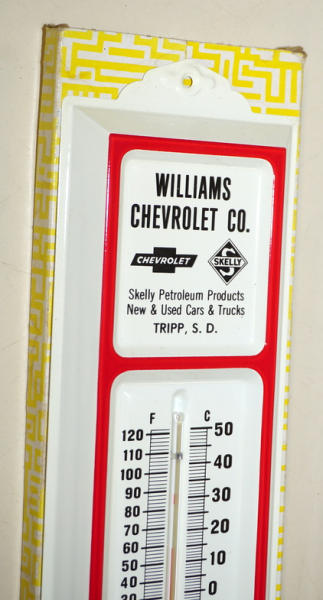 WILLIAMS
CHEVROLET CO.
CHEVROLET SKELLY
Skelly Petroleum Products
New & Used Cars & Trucks
TRIPP, S. D.
F C
120 50
110
100 40
90
80 30
70 20
60
50 10
40
30 0